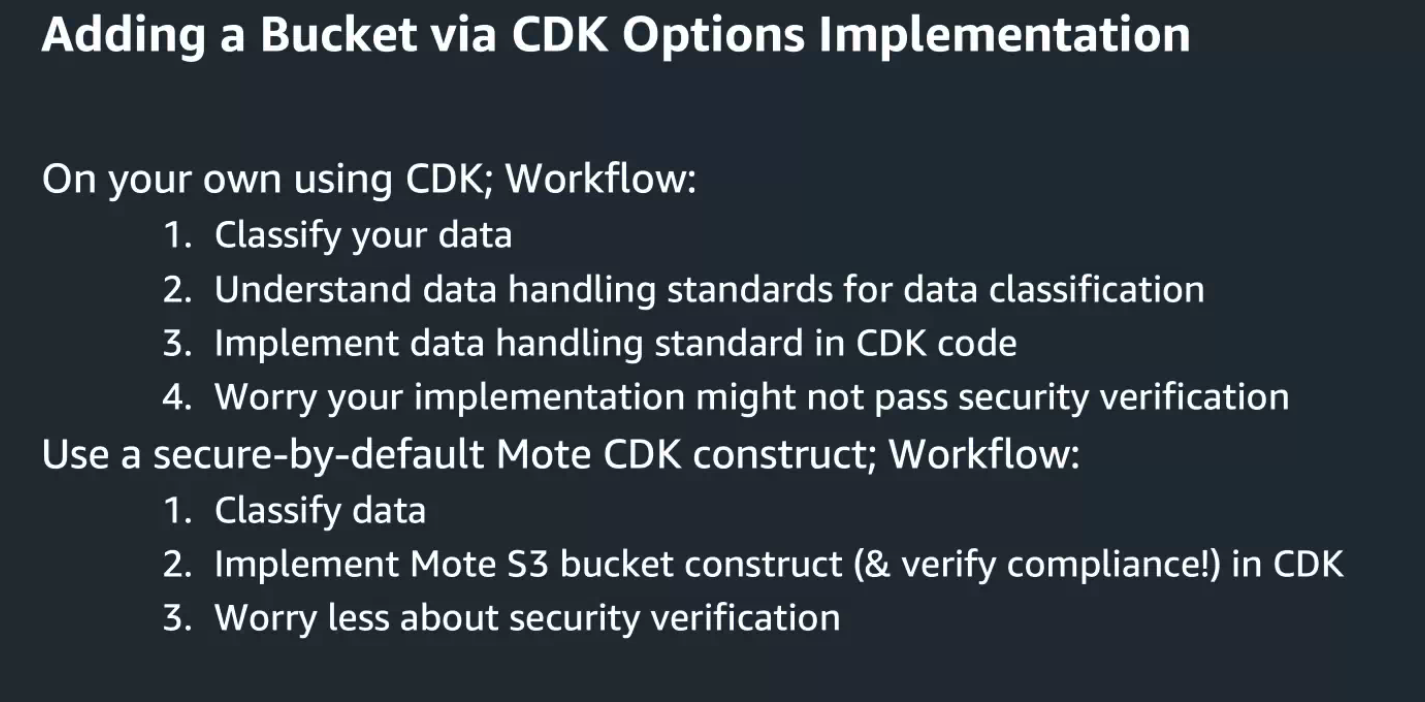 Adding a Bucket via CDK Options Implementation
On your own using CDK; Workflow:
1. Classify your data
2. Understand data handling standards for data classification
3. Implement data handling standard in CDK code
4. Worry your implementation might not pass security verification
Use a secure-by-default Mote CDK construct; Workflow:
1. Classify data
2. Implement Mote S3 bucket construct (& verify compliance!) in CDK
3. Worry less about security verification